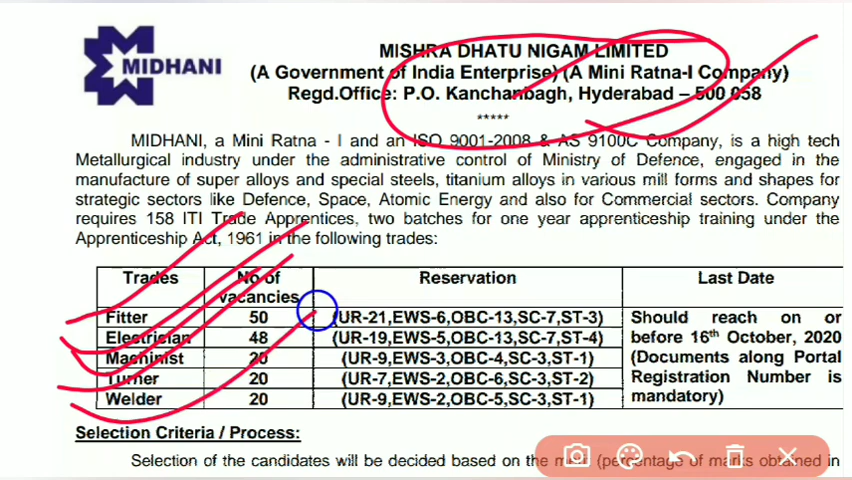 MIDHANI
MISHRA DHATU NIGAM LIMITED
(A Government of India Enterprise) (A Mini Ratna-I Company)
Regd.Office: P.O. Kanchanbagh, Hyderabad – 500 058
*****
MIDHANI, a Mini Ratna - I and an ISO 9001-2008 & AS 9100C Company, is a high tech
Metallurgical industry under the administrative control of Ministry of Defence, engaged in the
manufacture of super alloys and special steels, titanium alloys in various mill forms and shapes for
strategic sectors like Defence, Space, Atomic Energy and also for Commercial sectors. Company
requires 158 ITI Trade Apprentices, two batches for one year apprenticeship training under the
Apprenticeship Act, 1961 in the following trades:
Trades No of vacancies Reservation Last Date
Fitter 50 (UR-21,EWS-6,OBC-13,SC-7,ST-3)
Electrician 48 (UR-19,EWS-5,OBC-13,SC-7,ST-4)
Machinist 20 (UR-9,EWS-3,OBC-4,SC-3,ST-1)
Turner 20 (UR-7,EWS-2,OBC-6,SC-3,ST-2)
Welder 20 (UR-9,EWS-2,OBC-5,SC-3,ST-1)
Should reach on or
before 16th October, 2020
(Documents along Portal
Registration Number is
mandatory)
Selection Criteria / Process:
Selection of the candidates will be decided based on the merit (percentage of marks obtained in